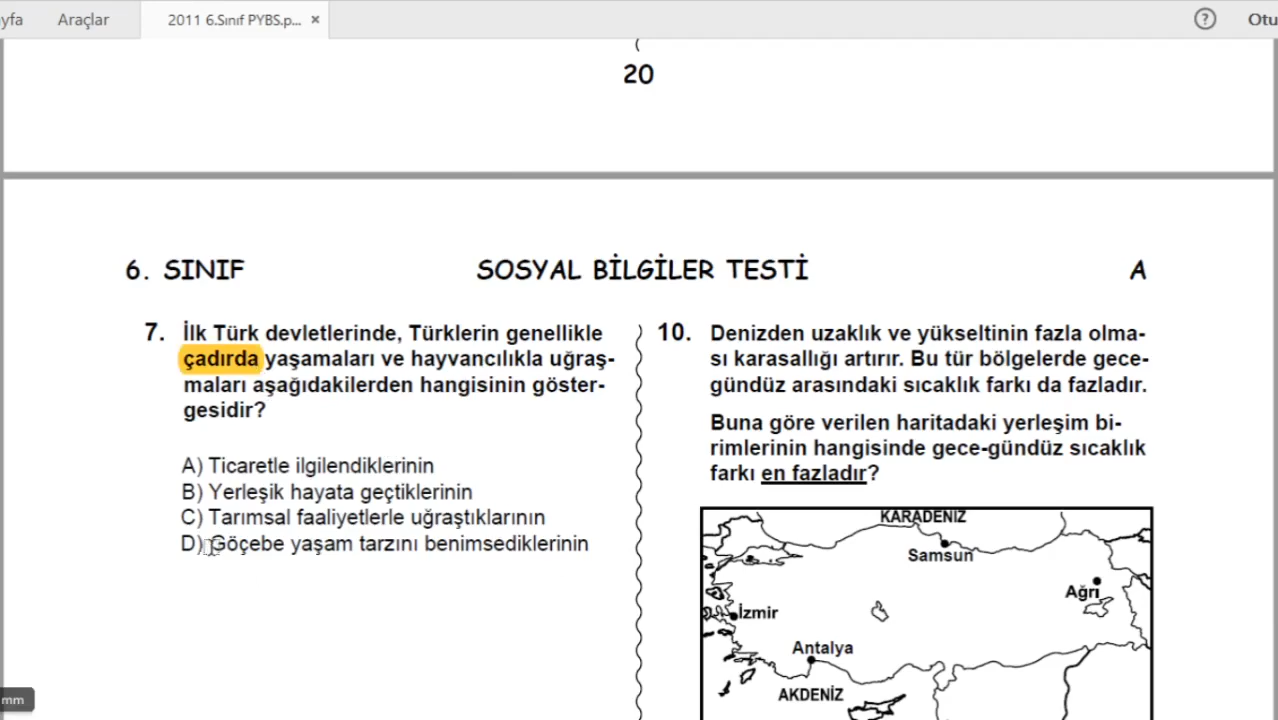 yfa
Araçlar
2011 6.Sınıf PYBS.p... ×
?
Otu
20
6. SINIF
SOSYAL BİLGİLER TESTİ
A
7. İlk Türk devletlerinde, Türklerin genellikle
çadırda yaşamaları ve hayvancılıkla uğraş-
maları aşağıdakilerden hangisinin göster-
gesidir?
A) Ticaretle ilgilendiklerinin
B) Yerleşik hayata geçtiklerinin
C) Tarımsal faaliyetlerle uğraştıklarının
D) Göçebe yaşam tarzını benimsediklerinin
10. Denizden uzaklık ve yükseltinin fazla olma-
sı karasallığı artırır. Bu tür bölgelerde gece-
gündüz arasındaki sıcaklık farkı da fazladır.
Buna göre verilen haritadaki yerleşim bi-
rimlerinin hangisinde gece-gündüz sıcaklık
farkı en fazladır?
KARADENİZ
Samsun
Ağrı
İzmir
Antalya
AKDENİZ
mm